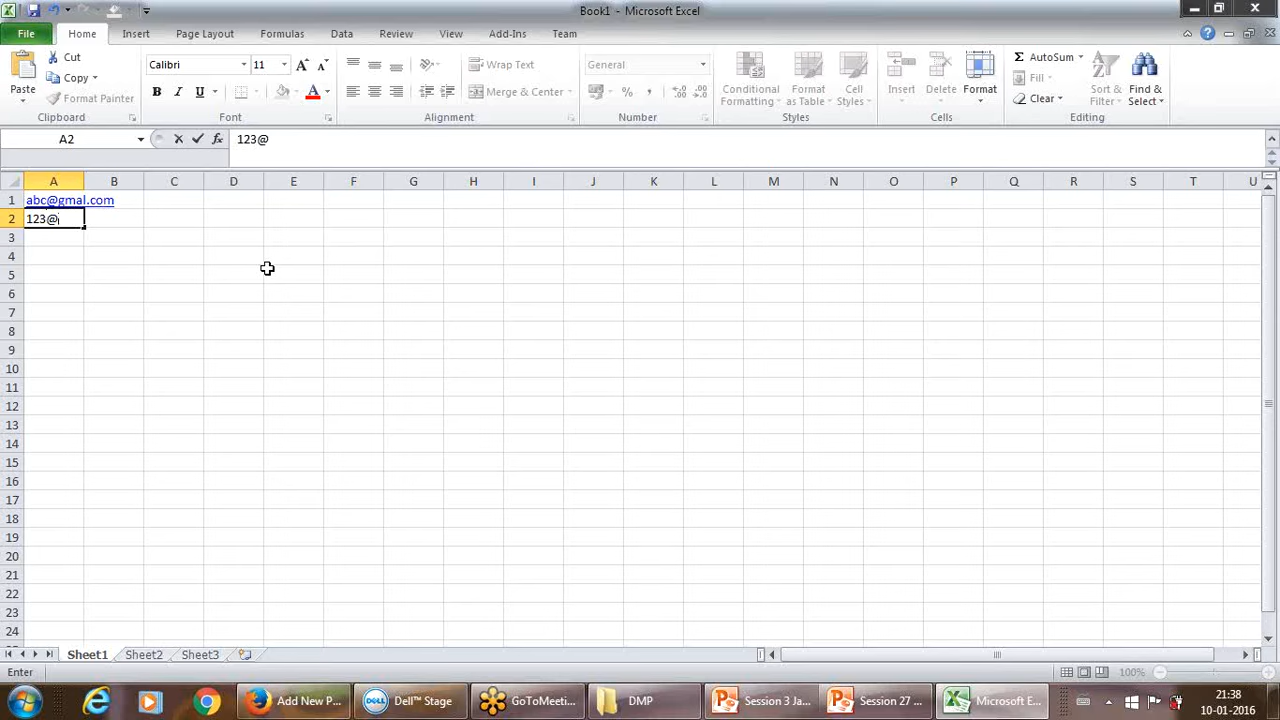 Book1 - Microsoft Excel
File Home Insert Page Layout Formulas Data Review View Add-Ins Team
Paste Cut Calibri 11 Wrap Text General Conditional Formatting Format as Table Cell Styles Insert Delete Format AutoSum Sort & Filter Find & Select
Copy Fill
Format Painter B I U Merge & Center % , Clear
Clipboard Font Alignment Number Styles Cells Editing
A2 fx 123@
A B C D E F G H I J K L M N O P Q R S T U
1 abc@gmal.com
2 123@
3
4
5
6
7
8
9
10
11
12
13
14
15
16
17
18
19
20
21
22
23
24
Sheet1 Sheet2 Sheet3
Enter 100%
Add New P... Dell™ Stage GoToMeeti... DMP Session 3 Ja... Session 27 ... Microsoft E... 21:38
10-01-2016